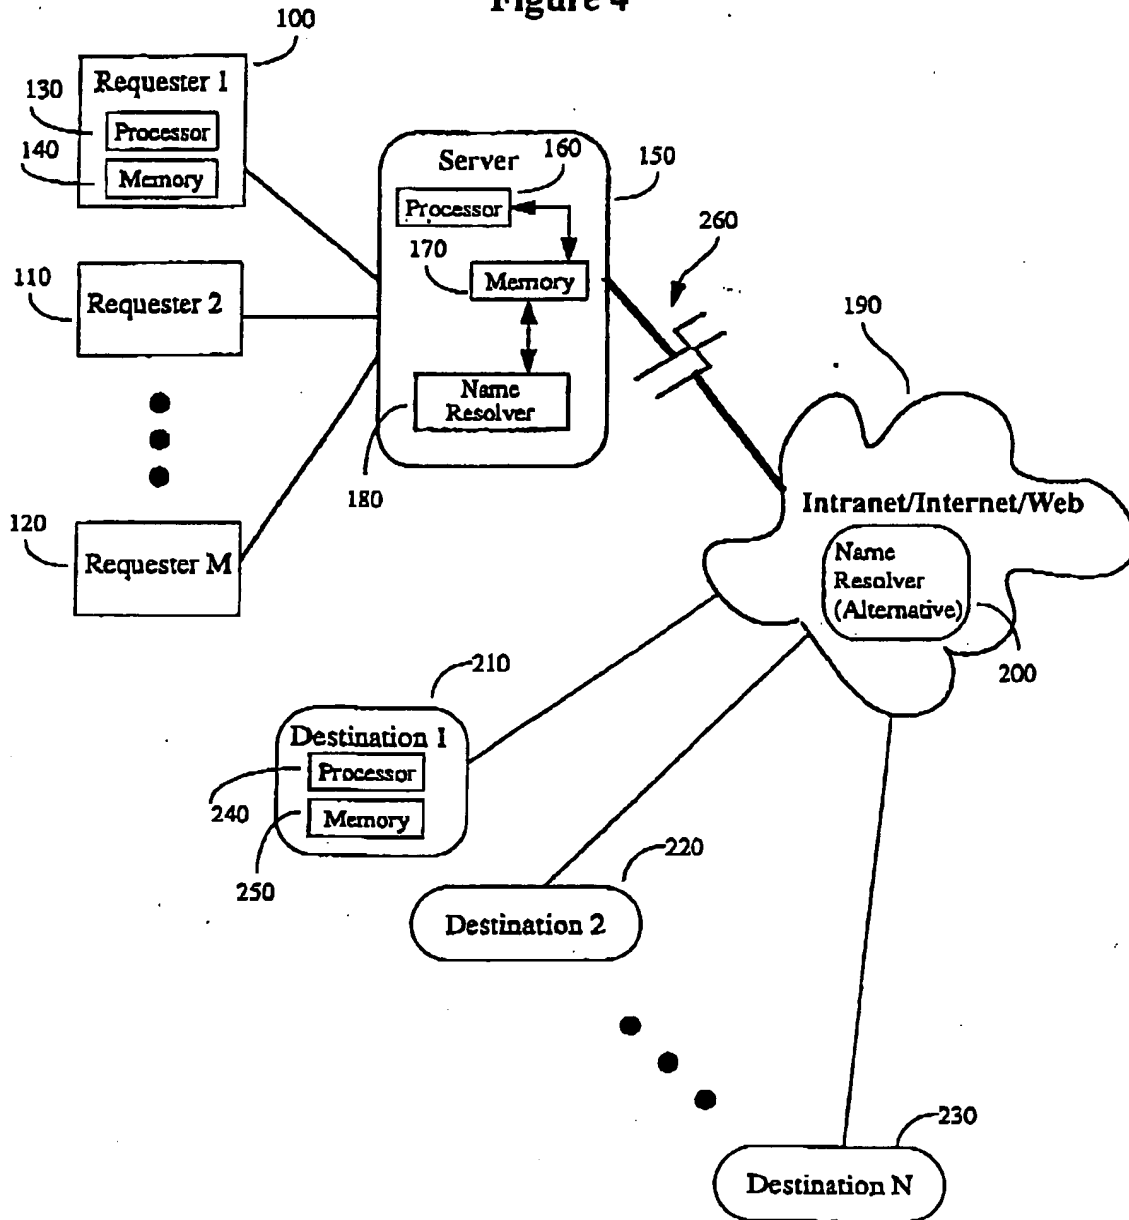 Figure 4
100
Requester 1
130
Processor
140
Memory
110
Requester 2
120
Requester M
Server
160
150
Processor
170
Memory
Name
Resolver
180
260
190
Intranet/Internet/Web
Name
Resolver
(Alternative)
200
210
Destination 1
Processor
240
Memory
250
220
Destination 2
230
Destination N